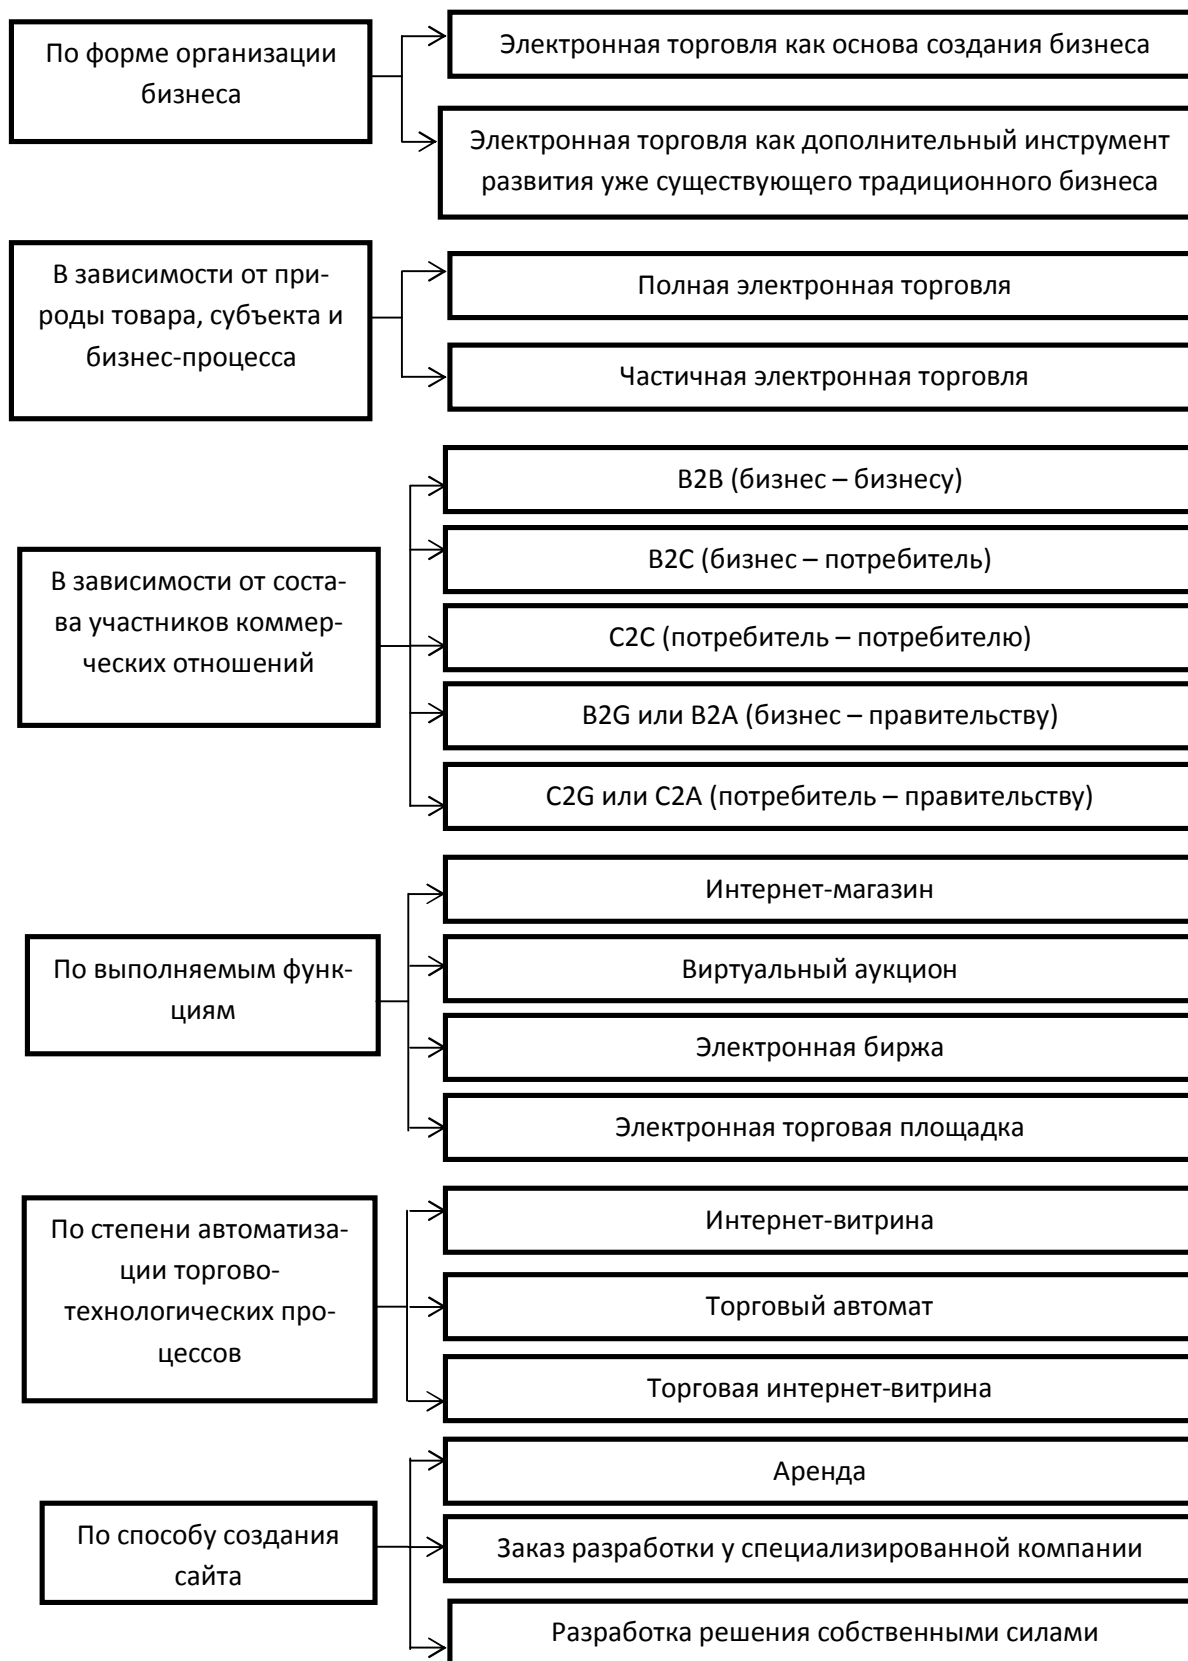 По форме организации
бизнеса
Электронная торговля как основа создания бизнеса
Электронная торговля как дополнительный инструмент
развития уже существующего традиционного бизнеса
В зависимости от при-
роды товара, субъекта и
бизнес-процесса
Полная электронная торговля
Частичная электронная торговля
В зависимости от соста-
ва участников коммер-
ческих отношений
B2B (бизнес – бизнесу)
B2C (бизнес – потребитель)
C2C (потребитель – потребителю)
B2G или B2A (бизнес – правительству)
C2G или C2A (потребитель – правительству)
По выполняемым функ-
циям
Интернет-магазин
Виртуальный аукцион
Электронная биржа
Электронная торговая площадка
По степени автоматиза-
ции торгово-
технологических про-
цессов
Интернет-витрина
Торговый автомат
Торговая интернет-витрина
По способу создания
сайта
Аренда
Заказ разработки у специализированной компании
Разработка решения собственными силами